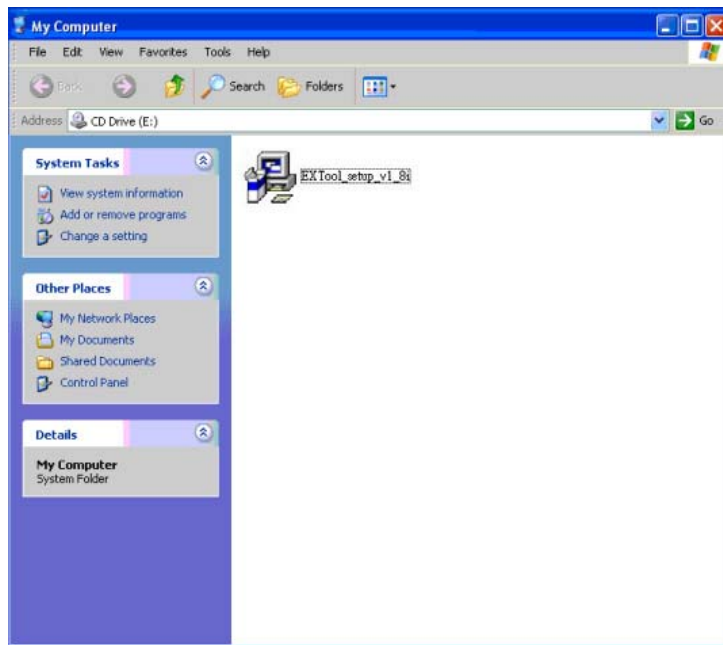 My Computer
File Edit View Favorites Tools Help
Back Search Folders
Address CD Drive (E:) Go
System Tasks
View system information
Add or remove programs
Change a setting
EXTool_setup_v1_8i
Other Places
My Network Places
My Documents
Shared Documents
Control Panel
Details
My Computer
System Folder